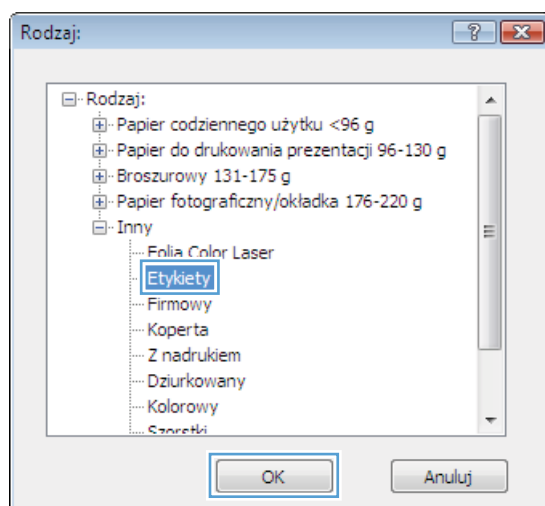 Rodzaj:
Rodzaj:
Papier codziennego użytku <96 g
Papier do drukowania prezentacji 96-130 g
Broszurowy 131-175 g
Papier fotograficzny/okładka 176-220 g
Inny
Folia Color Laser
Etykiety
Firmowy
Koperta
Z nadrukiem
Dziurkowany
Kolorowy
Szorstki
OK Anuluj